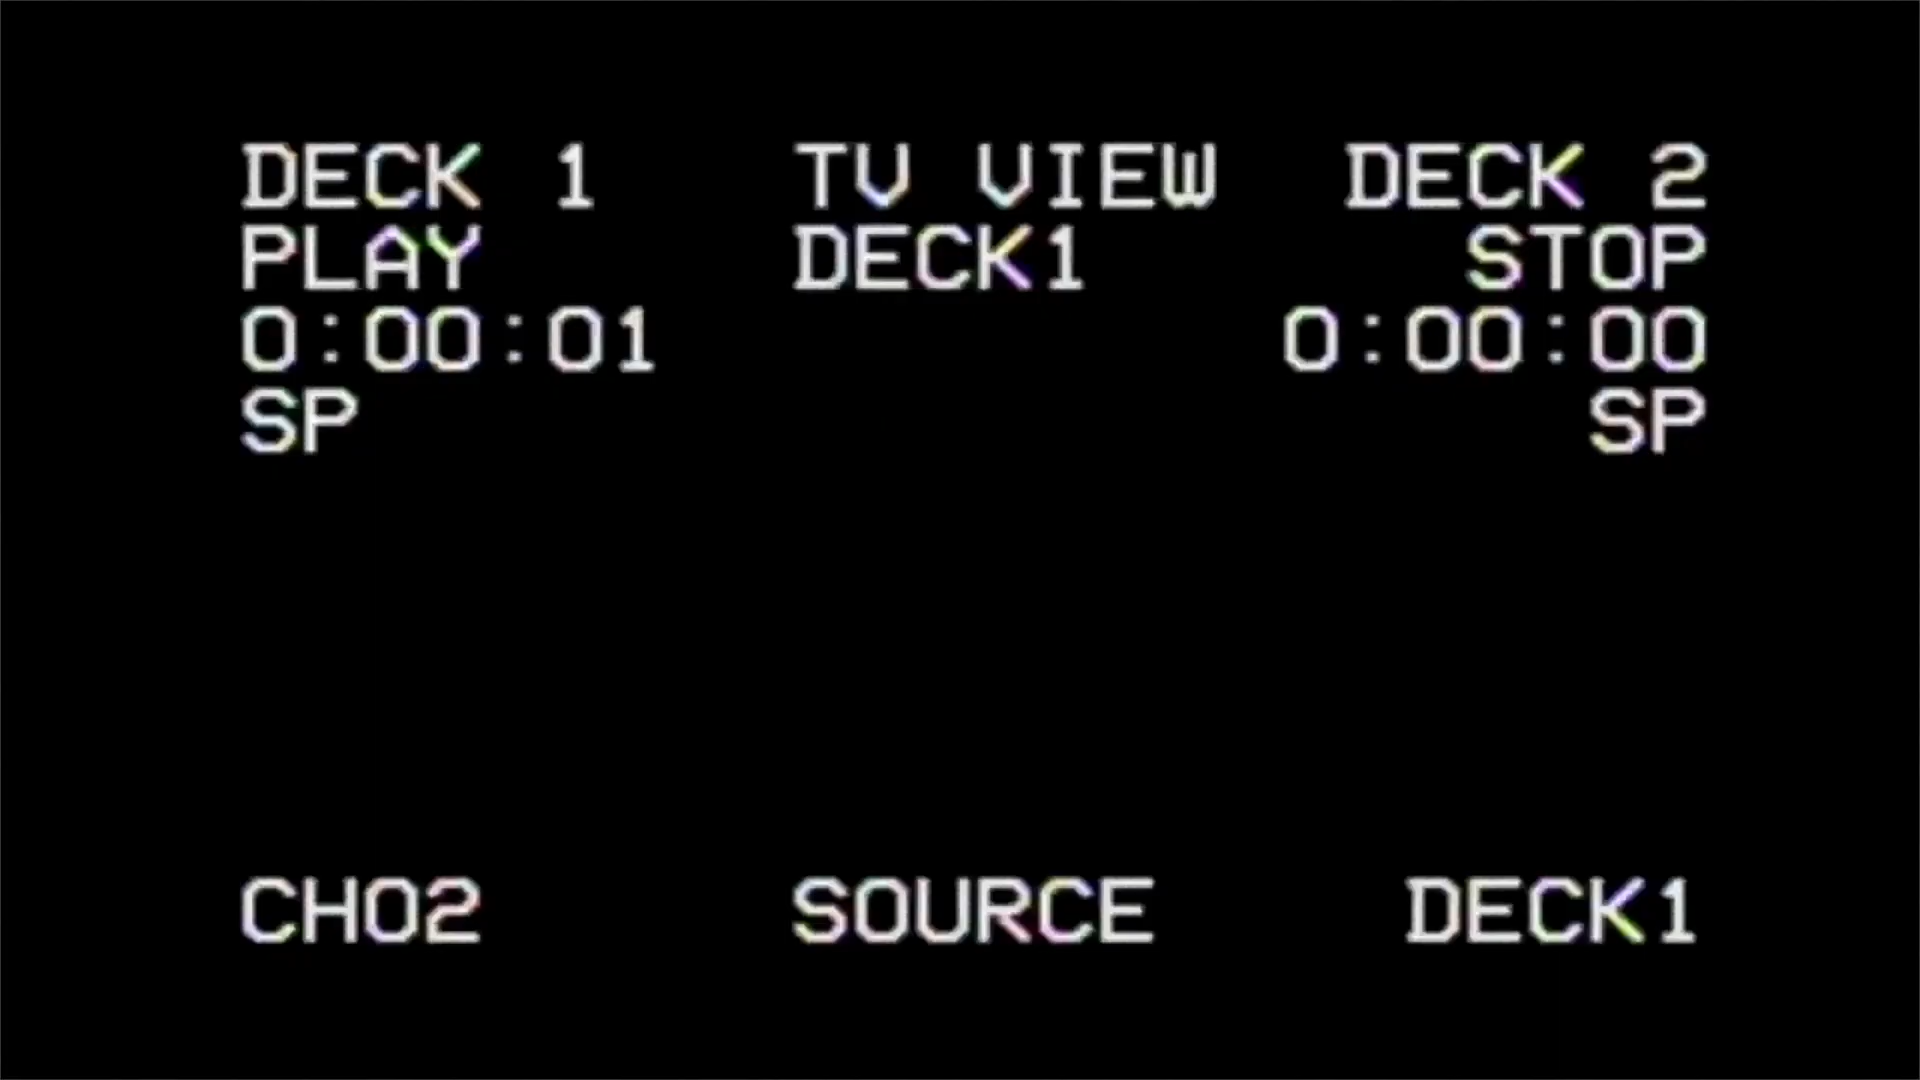 DECK 1 TV VIEW DECK 2
PLAY DECK1 STOP
0:00:01 0:00:00
SP SP
CH02 SOURCE DECK1